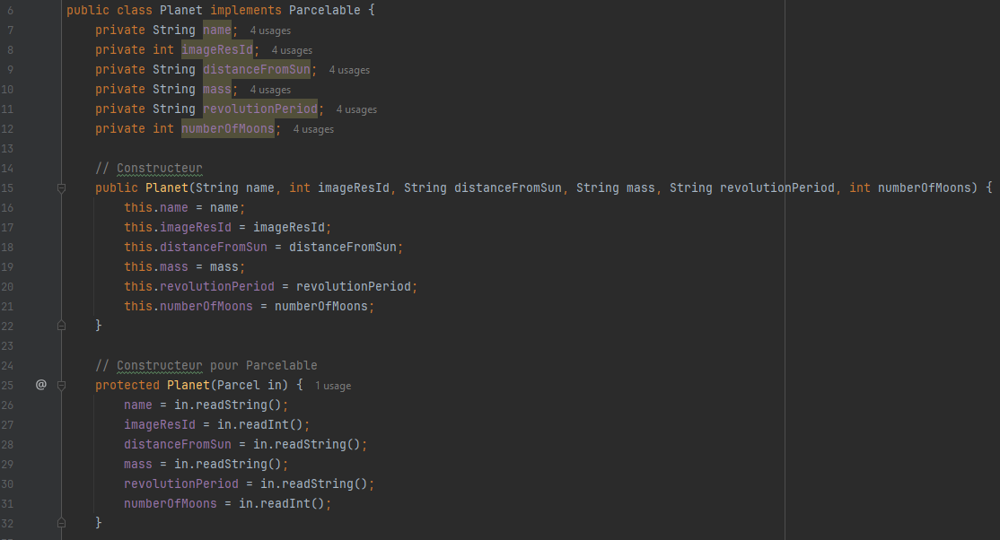 6 public class Planet implements Parcelable {
7 private String name; 4 usages
8 private int imageResId; 4 usages
9 private String distanceFromSun; 4 usages
10 private String mass; 4 usages
11 private String revolutionPeriod; 4 usages
12 private int numberOfMoons; 4 usages
13
14 // Constructeur
15 public Planet(String name, int imageResId, String distanceFromSun, String mass, String revolutionPeriod, int numberOfMoons) {
16 this.name = name;
17 this.imageResId = imageResId;
18 this.distanceFromSun = distanceFromSun;
19 this.mass = mass;
20 this.revolutionPeriod = revolutionPeriod;
21 this.numberOfMoons = numberOfMoons;
22 }
23
24 // Constructeur pour Parcelable
25 @ protected Planet(Parcel in) { 1 usage
26 name = in.readString();
27 imageResId = in.readInt();
28 distanceFromSun = in.readString();
29 mass = in.readString();
30 revolutionPeriod = in.readString();
31 numberOfMoons = in.readInt();
32 }